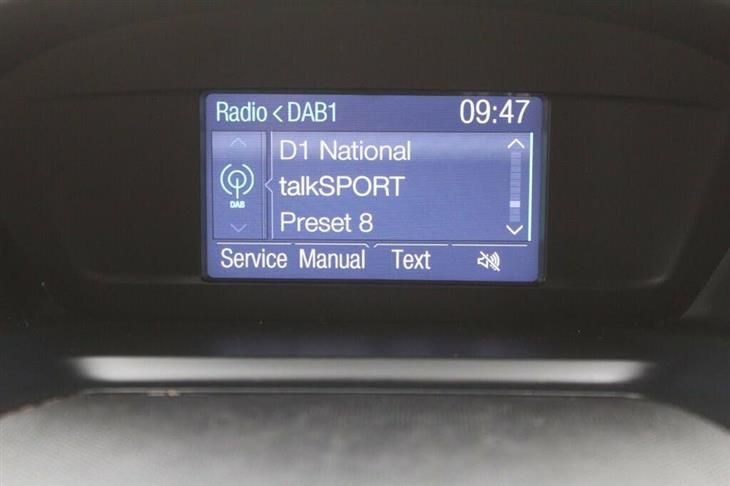 Radio < DAB1 09:47
D1 National
DAB talkSPORT
Preset 8
Service Manual Text